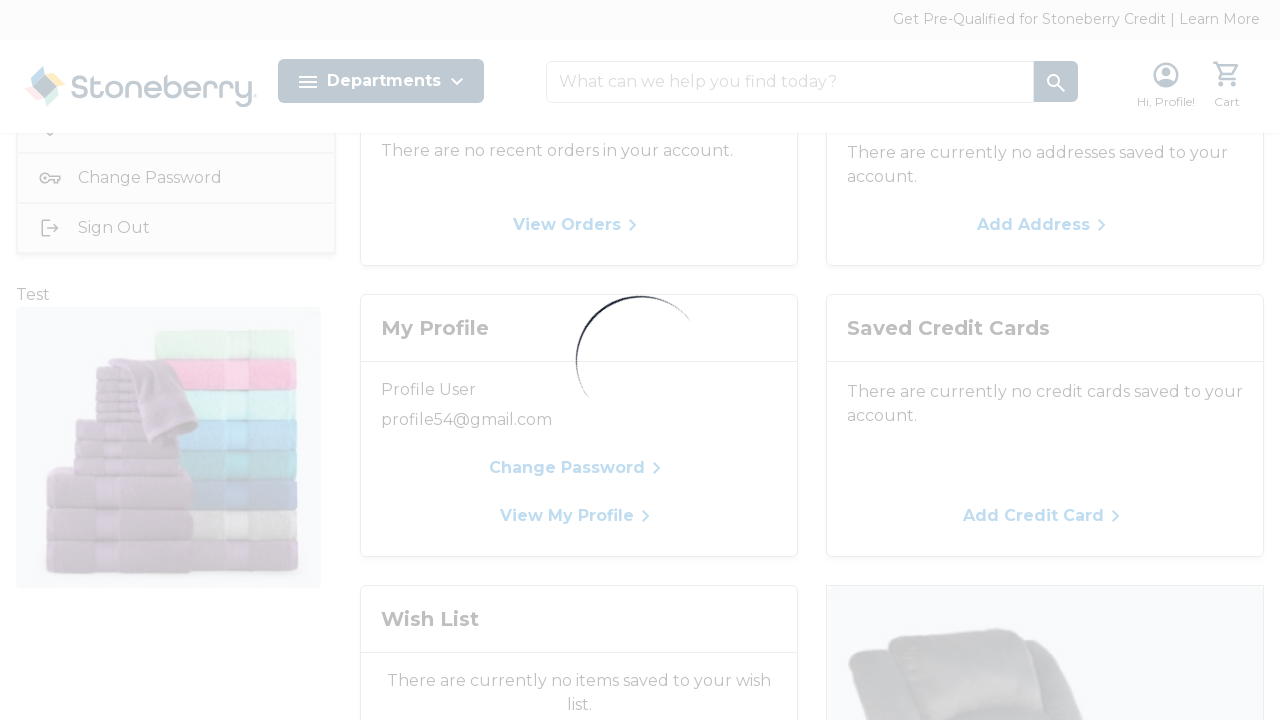 Get Pre-Qualified for Stoneberry Credit | Learn More
Stoneberry
Departments
What can we help you find today?
Hi, Profile!
Cart
Change Password
Sign Out
Test
There are no recent orders in your account.
View Orders
There are currently no addresses saved to your
account.
Add Address
My Profile
Profile User
profile54@gmail.com
Change Password
View My Profile
Saved Credit Cards
There are currently no credit cards saved to your
account.
Add Credit Card
Wish List
There are currently no items saved to your wish
list.